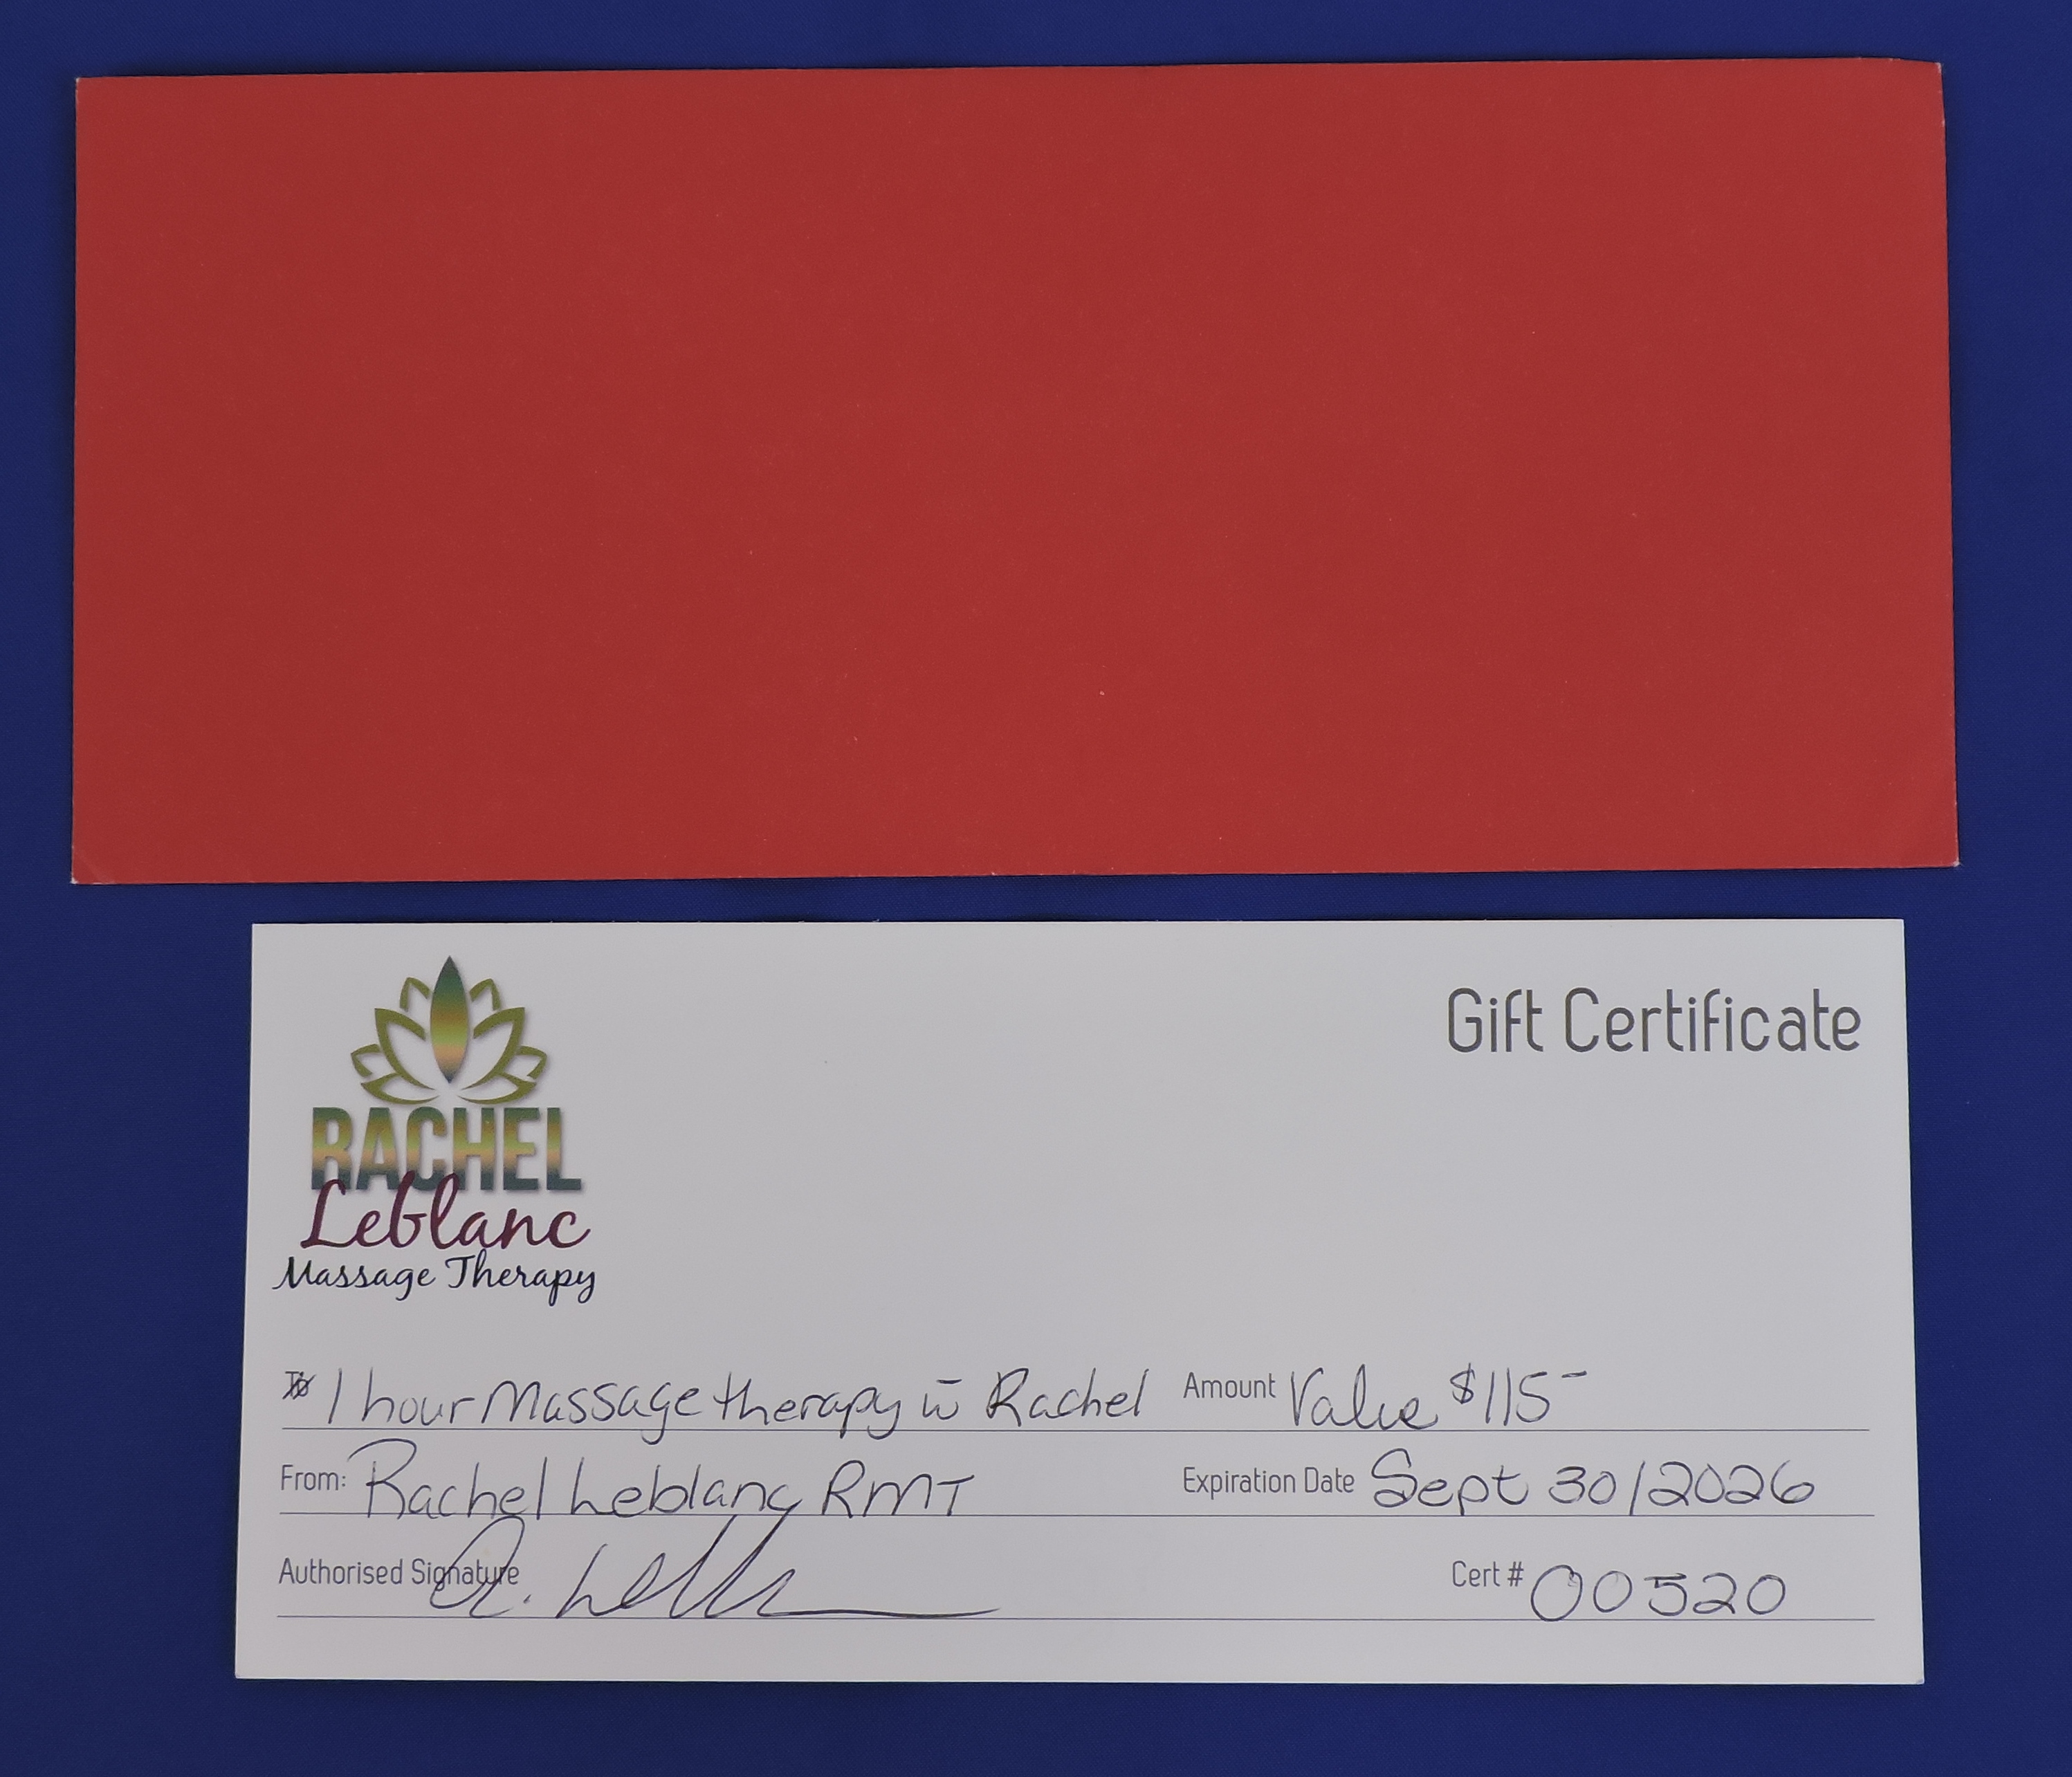 Gift Certificate
RACHEL
Leblanc
Massage Therapy
1 hour Massage therapy w̄ Rachel Amount Value $115-
From: Rachel Leblanc RMT Expiration Date Sept 30/2026
Authorised Signature Cert # 00520